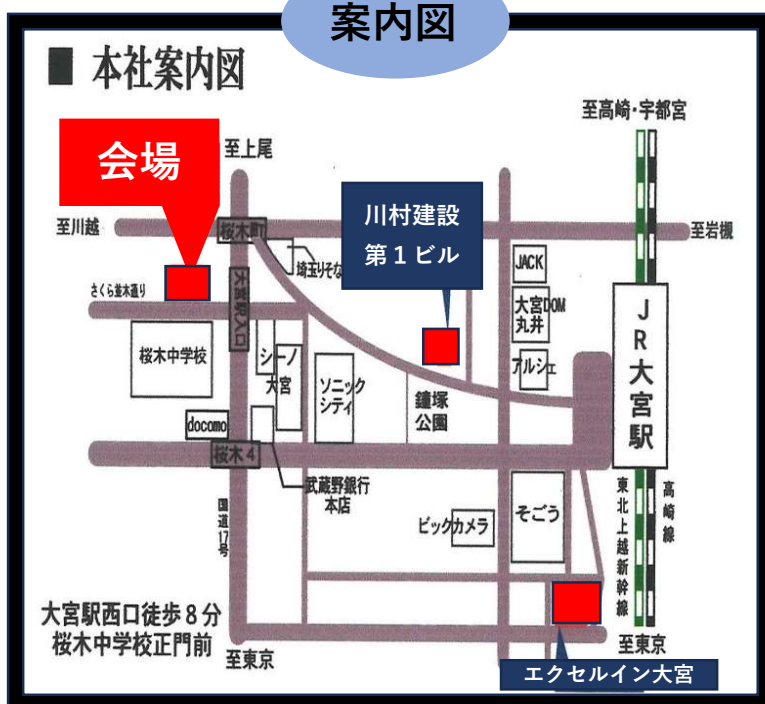 案内図
■ 本社案内図
至高崎・宇都宮
会場
至上尾
川村建設
第１ビル
至川越
桜木町
至岩槻
埼玉りそな
JACK
さくら並木通り
大宮駅入口
大宮DOM
丸井
JR大宮駅
桜木中学校
シーノ
大宮
ソニック
シティ
アルシェ
鐘塚
公園
docomo
桜木４
武蔵野銀行
本店
国道17号
ビックカメラ
そごう
東北上越新幹線
高崎線
大宮駅西口徒歩８分
桜木中学校正門前
至東京
至東京
エクセルイン大宮